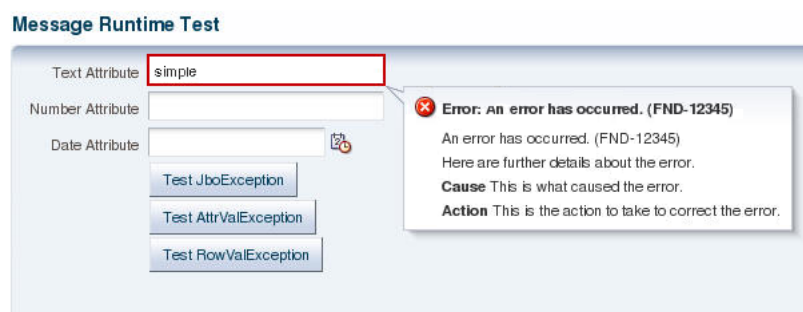 Message Runtime Test
Text Attribute simple
Error: An error has occurred. (FND-12345)
Number Attribute
An error has occurred. (FND-12345)
Date Attribute
Here are further details about the error.
Cause This is what caused the error.
Action This is the action to take to correct the error.
Test JboException
Test AttrValException
Test RowValException